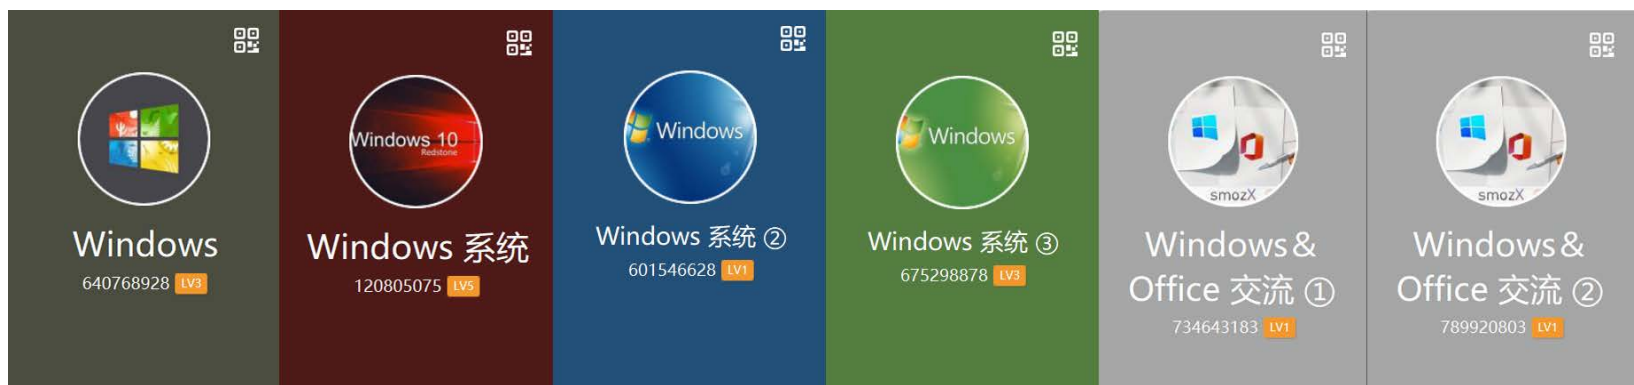 Windows
640768928 LV3
Windows 10
Redstone
Windows 系统
120805075 LV5
Windows
Windows 系统 ②
601546628 LV1
Windows
Windows 系统 ③
675298878 LV3
smozX
Windows&
Office 交流 ①
734643183 LV1
smozX
Windows&
Office 交流 ②
789920803 LV1